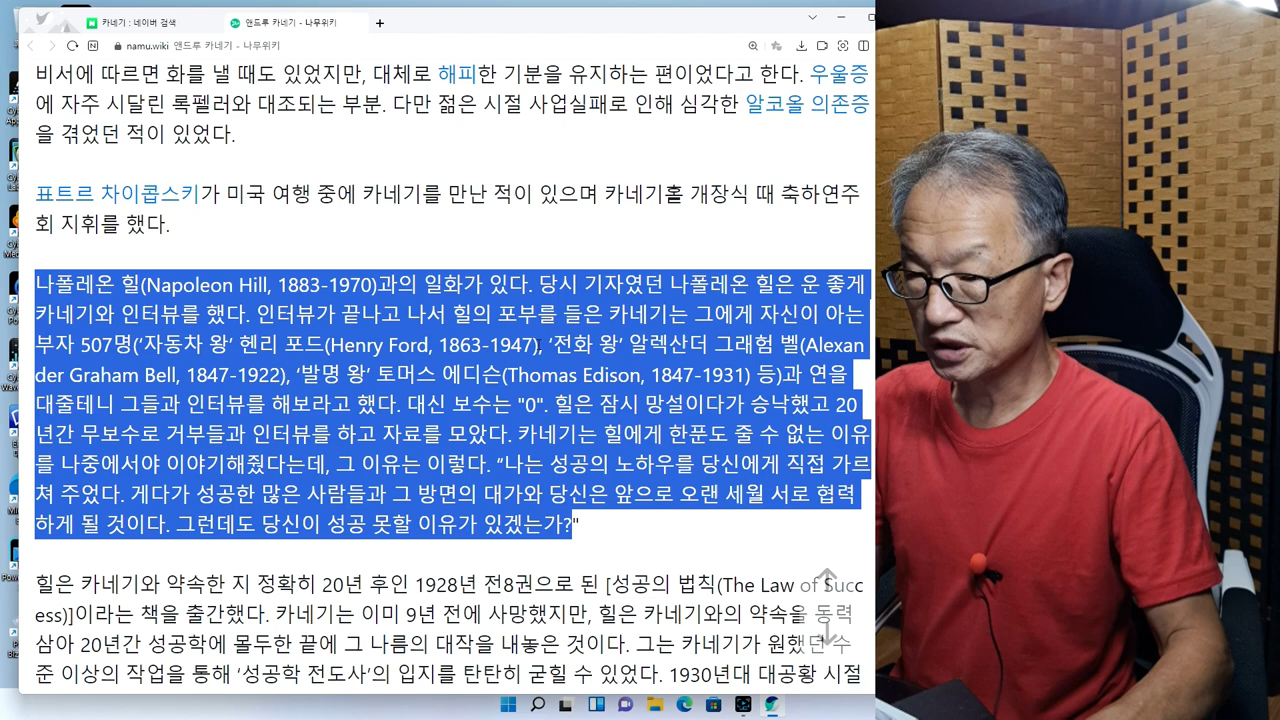 카네기 : 네이버 검색
앤드루 카네기 - 나무위키
namu.wiki 앤드루 카네기 - 나무위키
비서에 따르면 화를 낼 때도 있었지만, 대체로 해피한 기분을 유지하는 편이었다고 한다. 우울증
에 자주 시달린 록펠러와 대조되는 부분. 다만 젊은 시절 사업실패로 인해 심각한 알코올 의존증
을 겪었던 적이 있었다.
표트르 차이콥스키가 미국 여행 중에 카네기를 만난 적이 있으며 카네기홀 개장식 때 축하연주
회 지휘를 했다.
나폴레온 힐(Napoleon Hill, 1883-1970)과의 일화가 있다. 당시 기자였던 나폴레온 힐은 운 좋게
카네기와 인터뷰를 했다. 인터뷰가 끝나고 나서 힐의 포부를 들은 카네기는 그에게 자신이 아는
부자 507명('자동차 왕' 헨리 포드(Henry Ford, 1863-1947), '전화 왕' 알렉산더 그래험 벨(Alexan
der Graham Bell, 1847-1922), '발명 왕' 토머스 에디슨(Thomas Edison, 1847-1931) 등)과 연을
대줄테니 그들과 인터뷰를 해보라고 했다. 대신 보수는 "0". 힐은 잠시 망설이다가 승낙했고 20
년간 무보수로 거부들과 인터뷰를 하고 자료를 모았다. 카네기는 힐에게 한푼도 줄 수 없는 이유
를 나중에서야 이야기해줬다는데, 그 이유는 이렇다. "나는 성공의 노하우를 당신에게 직접 가르
쳐 주었다. 게다가 성공한 많은 사람들과 그 방면의 대가와 당신은 앞으로 오랜 세월 서로 협력
하게 될 것이다. 그런데도 당신이 성공 못할 이유가 있겠는가?"
힐은 카네기와 약속한 지 정확히 20년 후인 1928년 전8권으로 된 [성공의 법칙(The Law of Succ
ess)]이라는 책을 출간했다. 카네기는 이미 9년 전에 사망했지만, 힐은 카네기와의 약속을 동력
삼아 20년간 성공학에 몰두한 끝에 그 나름의 대작을 내놓은 것이다. 그는 카네기가 원했던 수
준 이상의 작업을 통해 '성공학 전도사'의 입지를 탄탄히 굳힐 수 있었다. 1930년대 대공황 시절